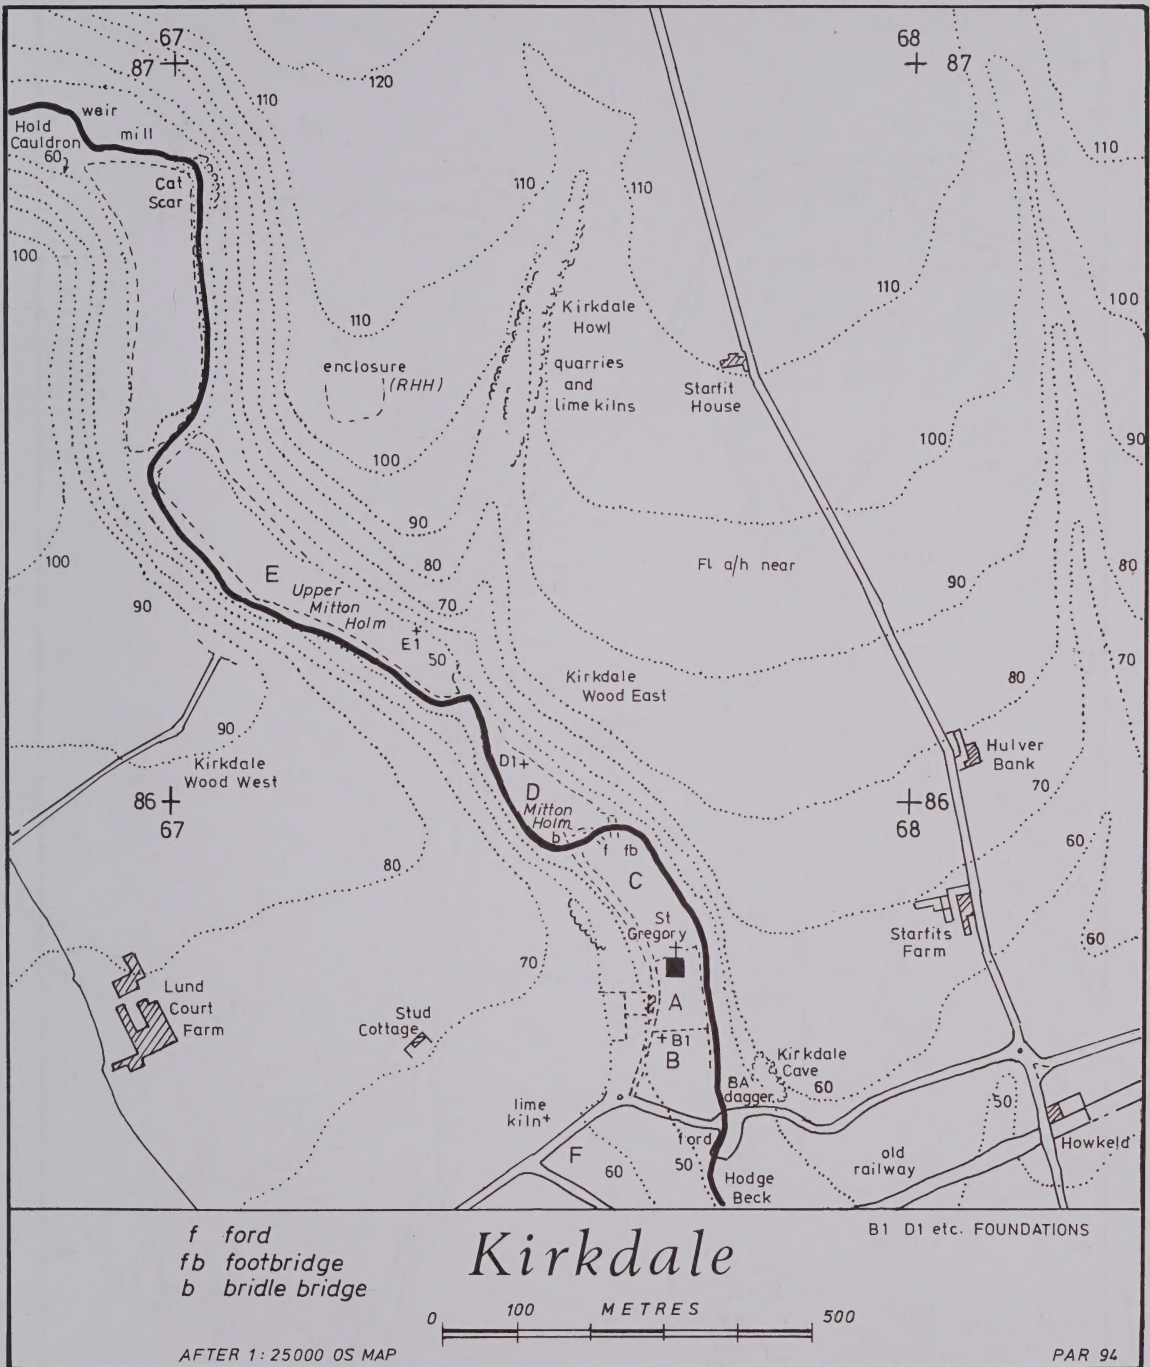 67
87
68
87
120
110
weir
mill
Hold
Cauldron
60
Cat
Scar
110
110
110
100
110
110
100
Kirkdale
Howl
quarries
and
lime kilns
enclosure
(RHH)
Starfit
House
100
100
90
90
80
Fl a/h near
90
80
100
90
E
Upper
Mitton
Holm
E1
50
70
Kirkdale
Wood East
80
70
90
Kirkdale
Wood West
86
67
D1
D
Mitton
Holm
b
f
fb
C
Hulver
Bank
86
68
70
60
80
St
Gregory
70
Starfits
Farm
60
Lund
Court
Farm
Stud
Cottage
A
B1
B
Kirkdale
Cave
60
BA
dagger
lime
kiln
ford
F
60
50
Hodge
Beck
old
railway
50
Howkeld
f ford
fb footbridge
b bridle bridge
Kirkdale
B1 D1 etc. FOUNDATIONS
0 100 METRES 500
AFTER 1:25000 OS MAP
PAR 94